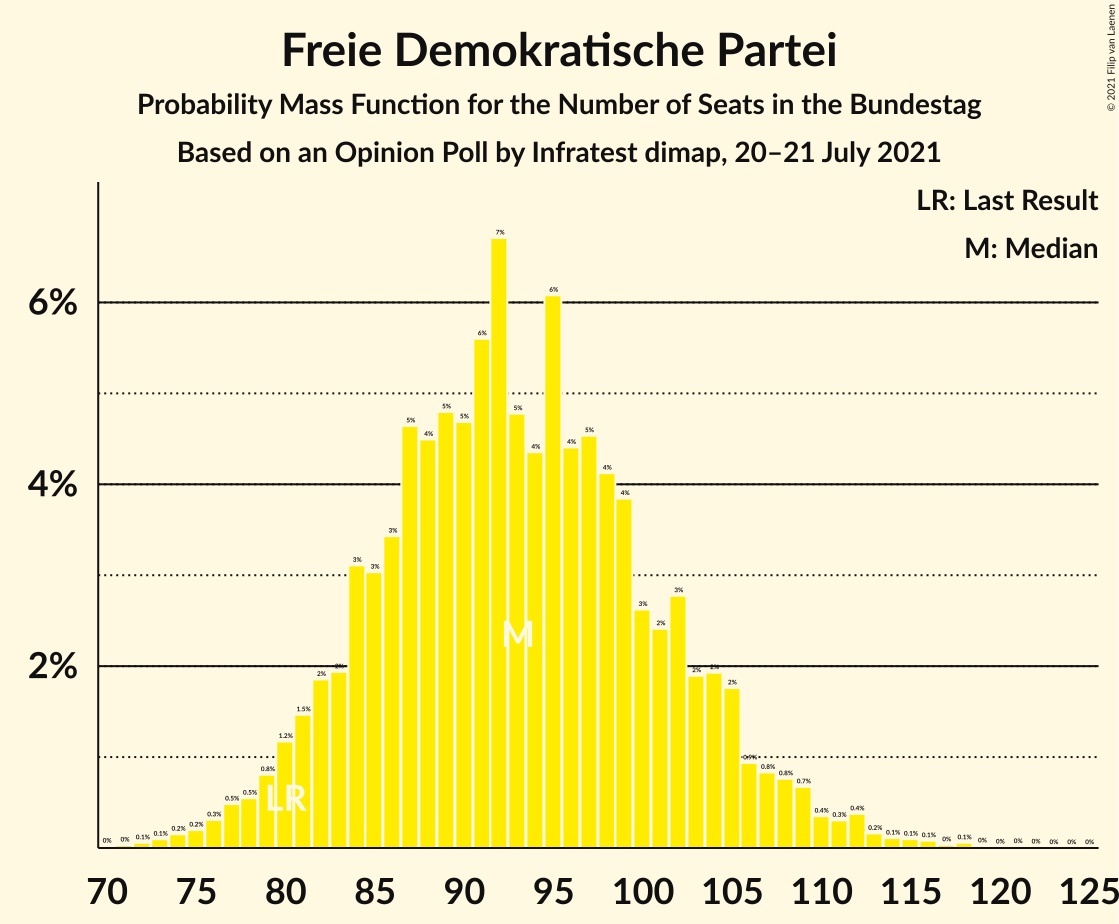 © 2021 Filip van Laenen
Freie Demokratische Partei
Probability Mass Function for the Number of Seats in the Bundestag
Based on an Opinion Poll by Infratest dimap, 20–21 July 2021
LR: Last Result
M: Median
6%
4%
2%
0% 0% 0.1% 0.1% 0.2% 0.2% 0.3% 0.5% 0.5% 0.8% 1.2% 1.5% 2% 2% 3% 3% 3% 5% 4% 5% 5% 6% 7% 5% 4% 6% 4% 5% 4% 4% 3% 2% 3% 2% 2% 2% 0.9% 0.8% 0.8% 0.7% 0.4% 0.3% 0.4% 0.2% 0.1% 0.1% 0.1% 0% 0.1% 0% 0% 0% 0% 0% 0% 0%
LR
M
70 75 80 85 90 95 100 105 110 115 120 125